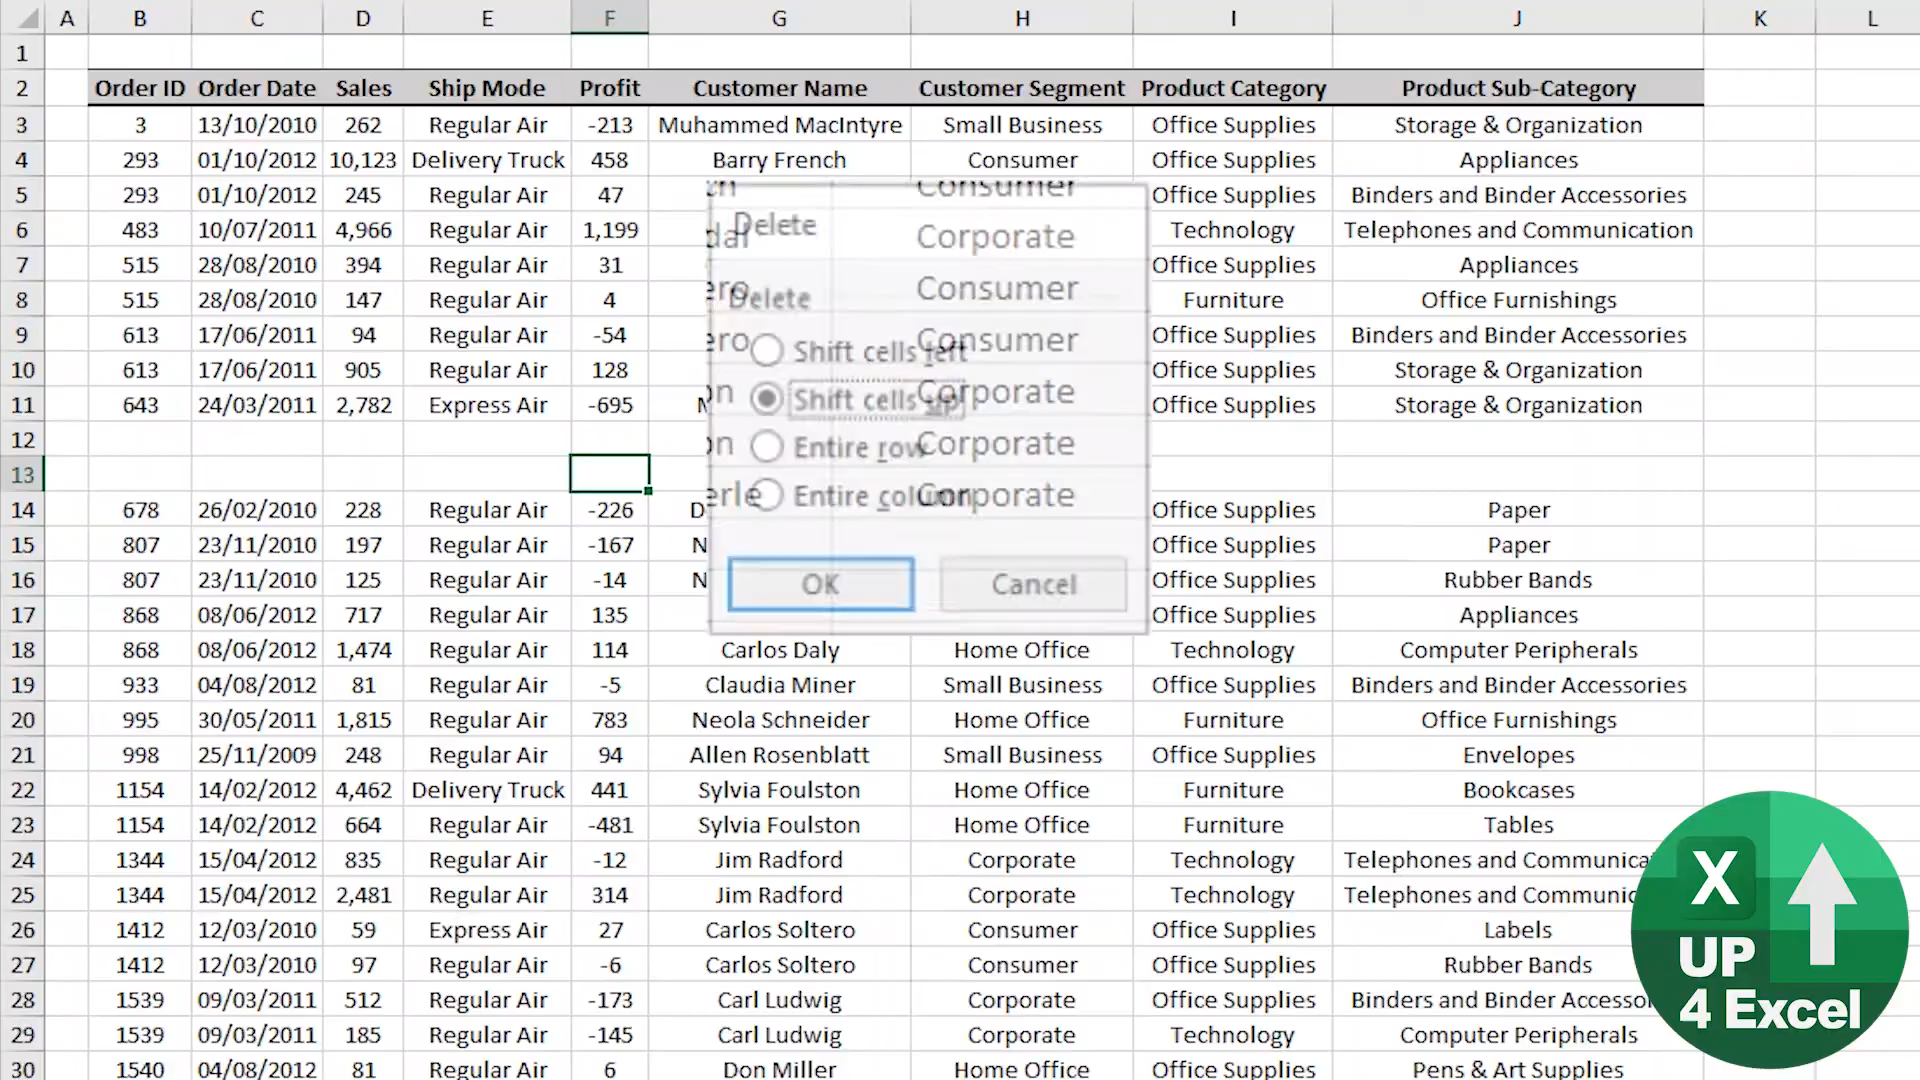 A B C D E F G H I J K L
1
2 Order ID Order Date Sales Ship Mode Profit Customer Name Customer Segment Product Category Product Sub-Category
3 3 13/10/2010 262 Regular Air -213 Muhammed MacIntyre Small Business Office Supplies Storage & Organization
4 293 01/10/2012 10,123 Delivery Truck 458 Barry French Consumer Office Supplies Appliances
5 293 01/10/2012 245 Regular Air 47 Consumer Office Supplies Binders and Binder Accessories
6 483 10/07/2011 4,966 Regular Air 1,199 Delete Corporate Technology Telephones and Communication
7 515 28/08/2010 394 Regular Air 31 Consumer Office Supplies Appliances
8 515 28/08/2010 147 Regular Air 4 Delete Furniture Office Furnishings
9 613 17/06/2011 94 Regular Air -54 Shift cells left Consumer Office Supplies Binders and Binder Accessories
10 613 17/06/2011 905 Regular Air 128 Corporate Office Supplies Storage & Organization
11 643 24/03/2011 2,782 Express Air -695 Shift cells up Office Supplies Storage & Organization
12 Entire row Corporate
13 Entire column Corporate
14 678 26/02/2010 228 Regular Air -226 Office Supplies Paper
15 807 23/11/2010 197 Regular Air -167 Office Supplies Paper
16 807 23/11/2010 125 Regular Air -14 OK Cancel Office Supplies Rubber Bands
17 868 08/06/2012 717 Regular Air 135 Office Supplies Appliances
18 868 08/06/2012 1,474 Regular Air 114 Carlos Daly Home Office Technology Computer Peripherals
19 933 04/08/2012 81 Regular Air -5 Claudia Miner Small Business Office Supplies Binders and Binder Accessories
20 995 30/05/2011 1,815 Regular Air 783 Neola Schneider Home Office Furniture Office Furnishings
21 998 25/11/2009 248 Regular Air 94 Allen Rosenblatt Small Business Office Supplies Envelopes
22 1154 14/02/2012 4,462 Delivery Truck 441 Sylvia Foulston Home Office Furniture Bookcases
23 1154 14/02/2012 664 Regular Air -481 Sylvia Foulston Home Office Furniture Tables
24 1344 15/04/2012 835 Regular Air -12 Jim Radford Corporate Technology Telephones and Communica
25 1344 15/04/2012 2,481 Regular Air 314 Jim Radford Corporate Technology Telephones and Communic
26 1412 12/03/2010 59 Express Air 27 Carlos Soltero Consumer Office Supplies Labels
27 1412 12/03/2010 97 Regular Air -6 Carlos Soltero Consumer Office Supplies Rubber Bands
28 1539 09/03/2011 512 Regular Air -173 Carl Ludwig Corporate Office Supplies Binders and Binder Accesso
29 1539 09/03/2011 185 Regular Air -145 Carl Ludwig Corporate Technology Computer Peripherals
30 1540 04/08/2012 81 Regular Air 6 Don Miller Home Office Office Supplies Pens & Art Supplies
X
UP
4 Excel